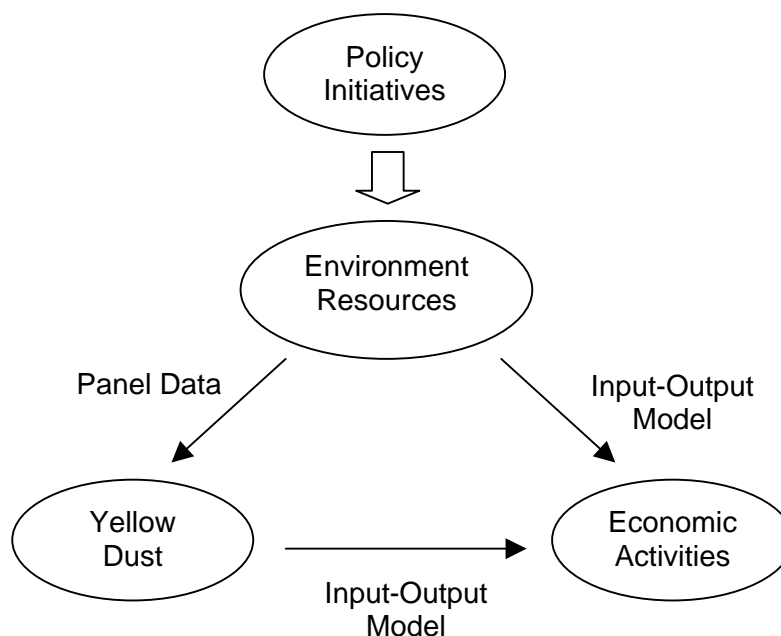 Policy
Initiatives
Environment
Resources
Panel Data
Input-Output
Model
Yellow
Dust
Economic
Activities
Input-Output
Model